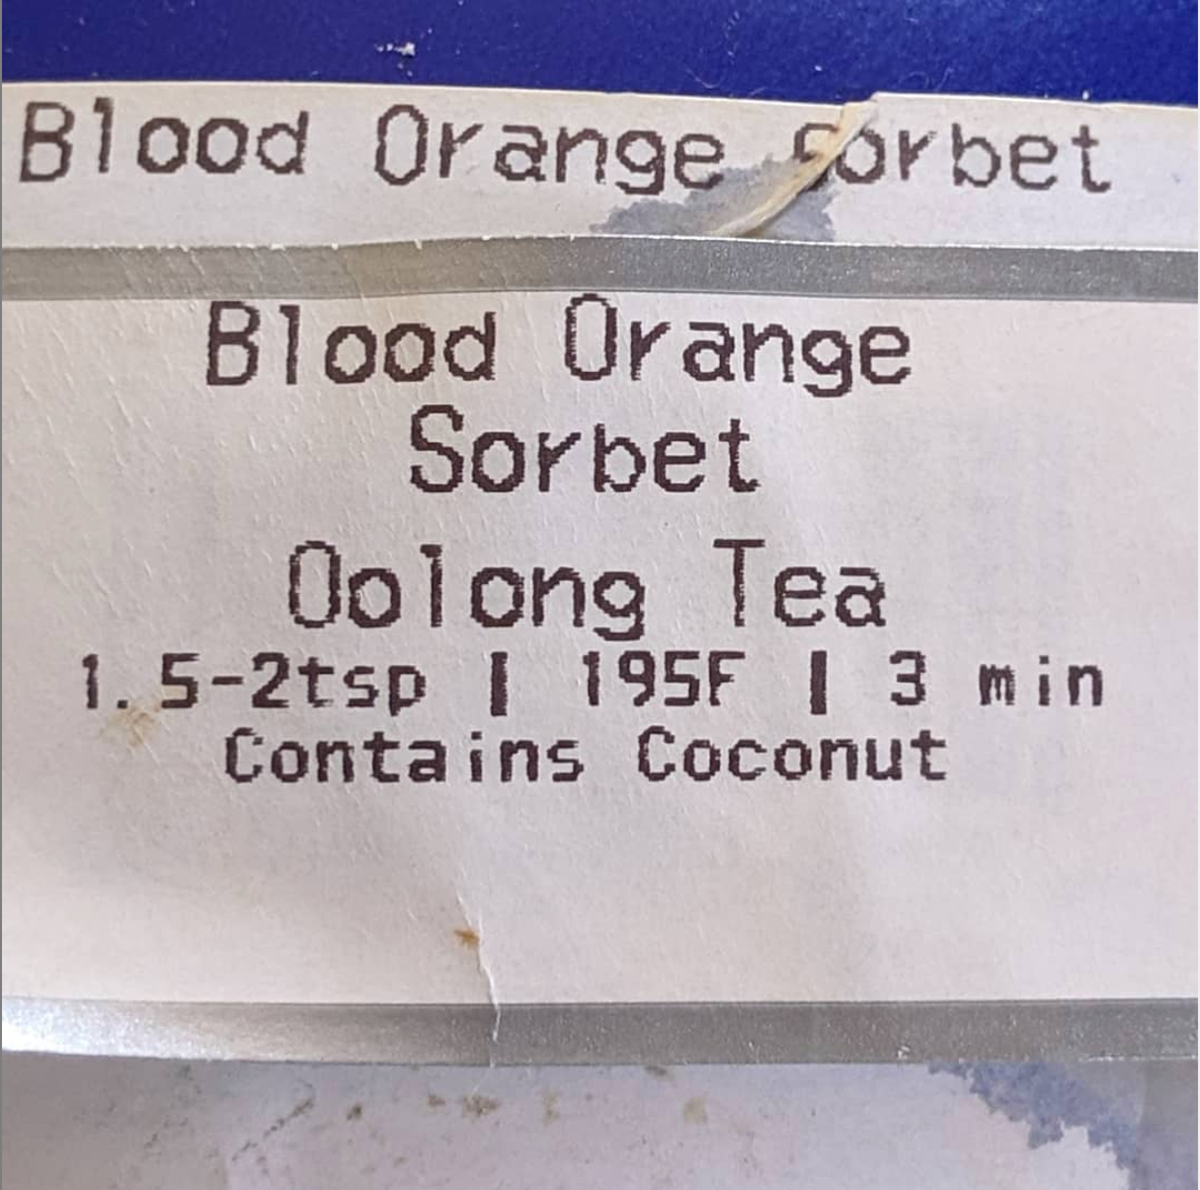 Blood Orange Sorbet
Blood Orange
Sorbet
Oolong Tea
1.5-2tsp | 195F | 3 min
Contains Coconut